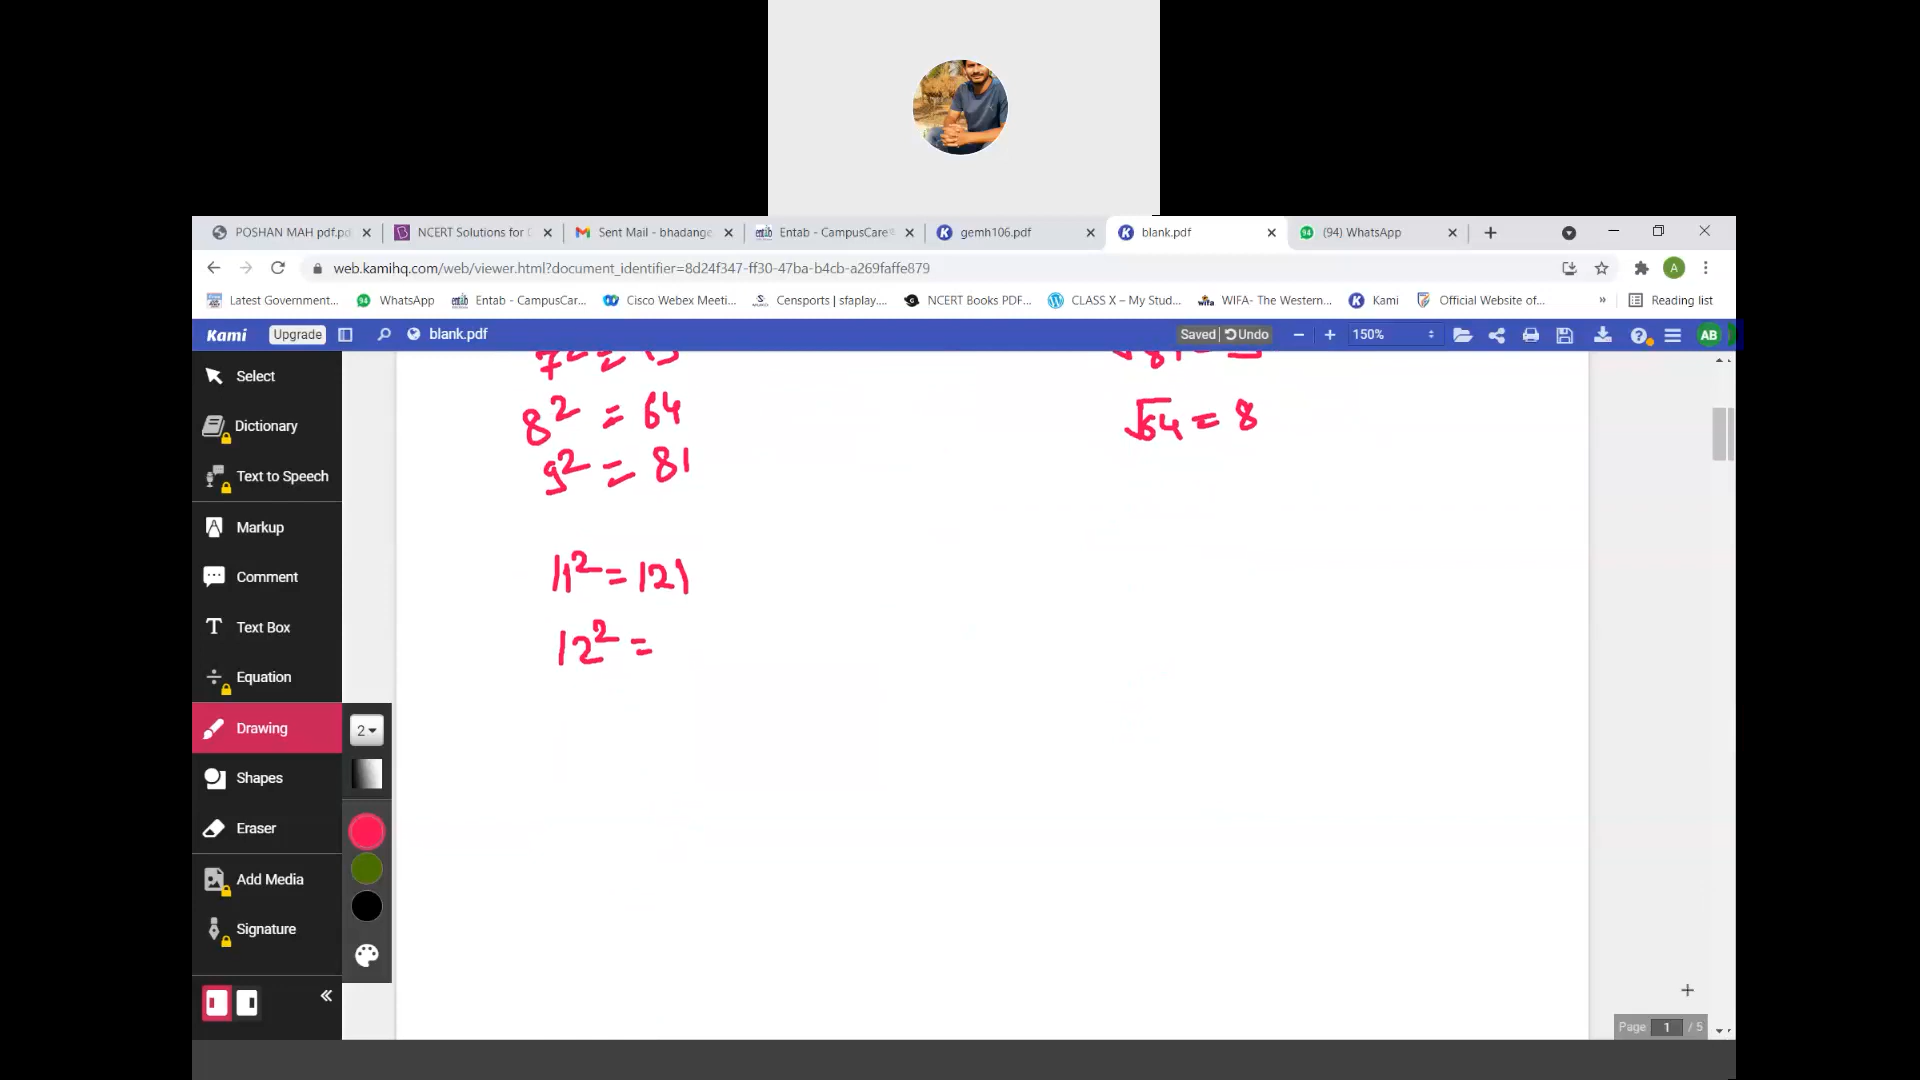 POSHAN MAH pdf.pd
NCERT Solutions for
Sent Mail - bhadange.
Entab - CampusCare
gemh106.pdf
blank.pdf
(94) WhatsApp
web.kamihq.com/web/viewer.html?document_identifier=8d24f347-ff30-47ba-b4cb-a269faffe879
A
Latest Government...
WhatsApp
Entab - CampusCar...
Cisco Webex Meeti...
Censports | sfaplay....
NCERT Books PDF...
CLASS X – My Stud...
WIFA- The Western...
Kami
Official Website of...
»
Reading list
Kami
Upgrade
blank.pdf
Saved
Undo
150%
AB
Select
Dictionary
Text to Speech
Markup
Comment
Text Box
Equation
Drawing
2
Shapes
Eraser
Add Media
Signature
8² = 64
√64 = 8
9² = 81
11² = 121
12² =
Page 1 / 5